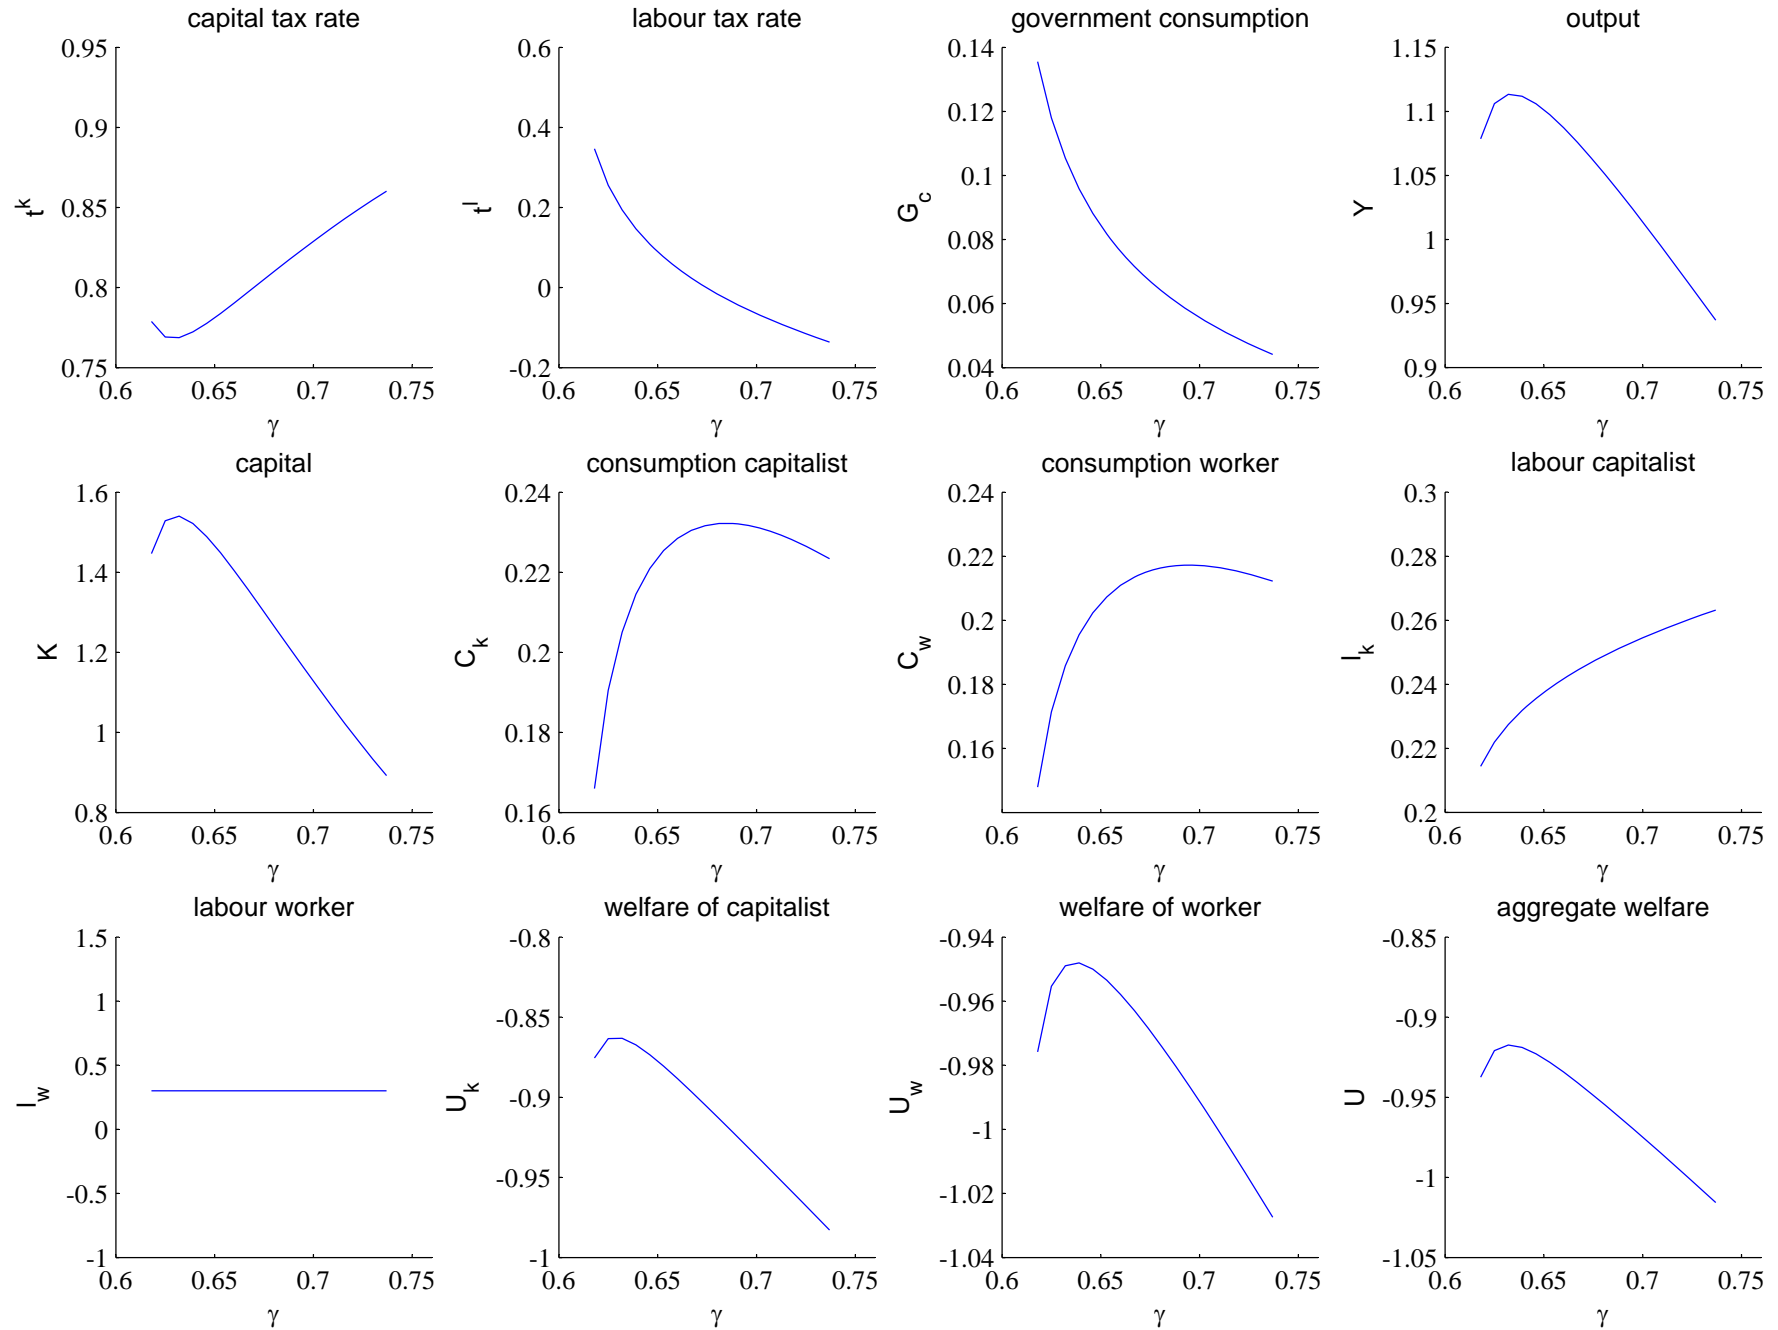 capital tax rate
labour tax rate
government consumption
output
0.95
0.9
0.85
0.8
0.75
t^k
0.6 0.65 0.7 0.75
γ
0.6
0.4
0.2
0
-0.2
t^l
0.6 0.65 0.7 0.75
γ
0.14
0.12
0.1
0.08
0.06
0.04
G_c
0.6 0.65 0.7 0.75
γ
1.15
1.1
1.05
1
0.95
0.9
Y
0.6 0.65 0.7 0.75
γ
capital
consumption capitalist
consumption worker
labour capitalist
1.6
1.4
1.2
1
0.8
K
0.6 0.65 0.7 0.75
γ
0.24
0.22
0.2
0.18
0.16
C_k
0.6 0.65 0.7 0.75
γ
0.24
0.22
0.2
0.18
0.16
C_w
0.6 0.65 0.7 0.75
γ
0.3
0.28
0.26
0.24
0.22
0.2
l_k
0.6 0.65 0.7 0.75
γ
labour worker
welfare of capitalist
welfare of worker
aggregate welfare
1.5
1
0.5
0
-0.5
-1
l_w
0.6 0.65 0.7 0.75
γ
-0.8
-0.85
-0.9
-0.95
-1
U_k
0.6 0.65 0.7 0.75
γ
-0.94
-0.96
-0.98
-1
-1.02
-1.04
U_w
0.6 0.65 0.7 0.75
γ
-0.85
-0.9
-0.95
-1
-1.05
U
0.6 0.65 0.7 0.75
γ